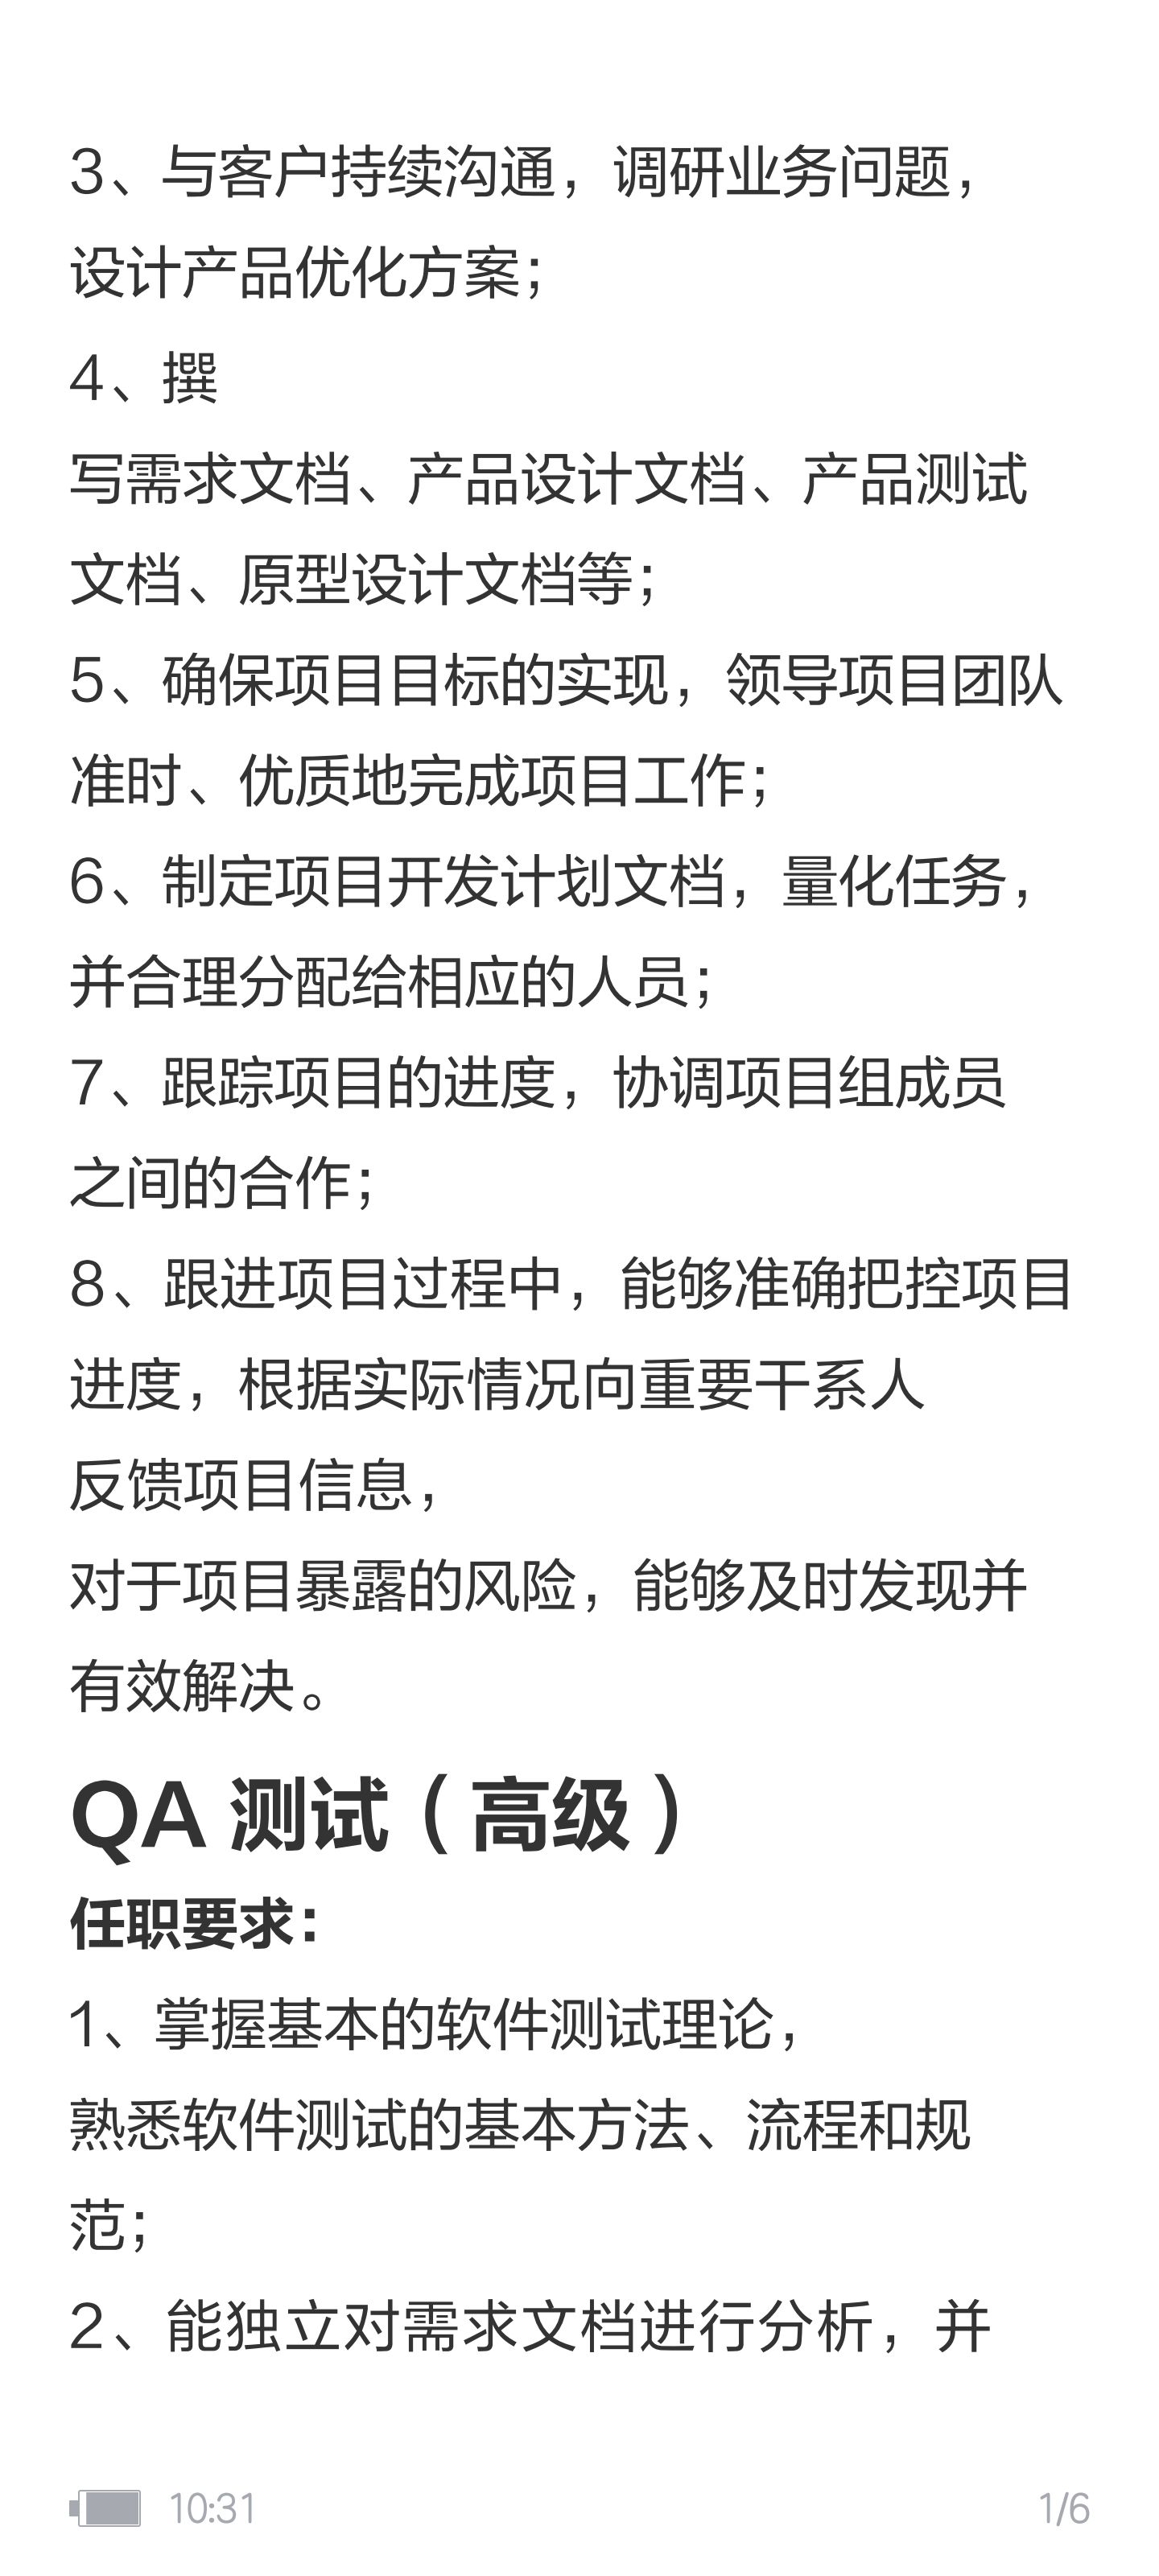 3、与客户持续沟通，调研业务问题，
设计产品优化方案；
4、撰
写需求文档、产品设计文档、产品测试
文档、原型设计文档等；
5、确保项目目标的实现，领导项目团队
准时、优质地完成项目工作；
6、制定项目开发计划文档，量化任务，
并合理分配给相应的人员；
7、跟踪项目的进度，协调项目组成员
之间的合作；
8、跟进项目过程中，能够准确把控项目
进度，根据实际情况向重要干系人
反馈项目信息，
对于项目暴露的风险，能够及时发现并
有效解决。
QA 测试（高级）
任职要求：
1、掌握基本的软件测试理论，
熟悉软件测试的基本方法、流程和规
范；
2、能独立对需求文档进行分析，并
10:31 1/6